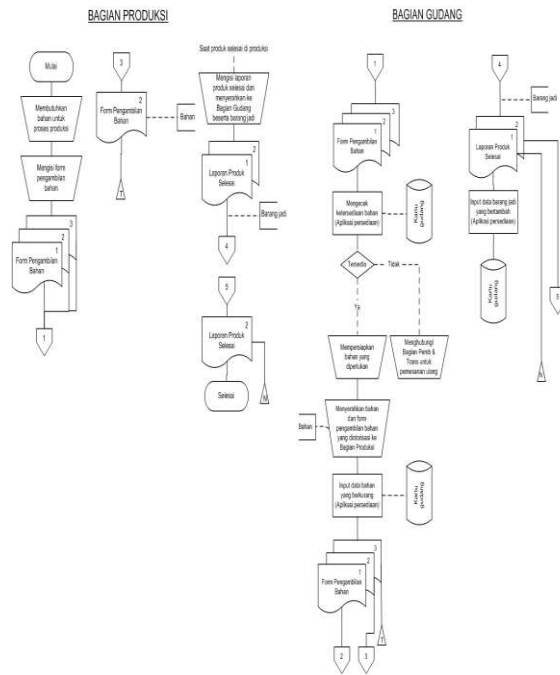 BAGIAN PRODUKSI
Mulai
Membutuhkan
bahan untuk
proses produksi
Mengisi form
pengambilan
bahan
3
2
1
Form Pengambilan
Bahan
1
3
2
Form Pengambilan
Bahan
Bahan
T
Saat produk selesai di produksi
Mengisi laporan
produk selesai dan
menyerahkan ke
Bagian Gudang
beserta barang jadi
2
1
Laporan Produk
Selesai
Barang jadi
4
5
2
Laporan Produk
Selesai
N
Selesai
BAGIAN GUDANG
1
3
2
1
Form Pengambilan
Bahan
Mengecek
ketersediaan bahan
(Aplikasi persediaan)
Kartu
gudang
Tersedia
Tidak
Ya
Mempersiapkan
bahan yang
diperlukan
Menghubungi
Bagian Pemb &
Trans untuk
pemesanan ulang
Bahan
Menyerahkan bahan
dan form
pengambilan bahan
yang diotorisasi ke
Bagian Produksi
Input data bahan
yang berkurang
(Aplikasi persediaan)
Kartu
gudang
3
2
1
Form Pengambilan
Bahan
T
2
3
4
Barang jadi
2
1
Laporan Produk
Selesai
Input data barang jadi
yang bertambah
(Aplikasi persediaan)
Kartu
gudang
5
N